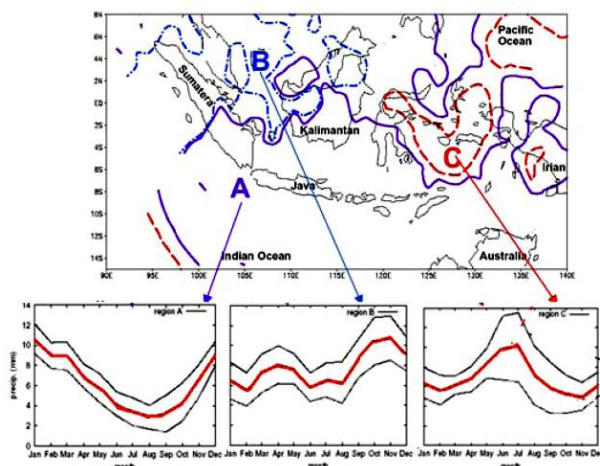 8N
6N
4N
2N
EQ
2S
4S
6S
8S
10S
12S
14S
90E 95E 100E 105E 110E 115E 120E 125E 130E 135E 140E
Pacific
Ocean
B
Sumatera
Kalimantan
C
Irian
A
Java
Indian Ocean
Australia
region A
region B
region C
precip. (mm)
14
12
10
8
6
4
2
0
Jan Feb Mar Apr May Jun Jul Aug Sep Oct Nov Dec
Jan Feb Mar Apr May Jun Jul Aug Sep Oct Nov Dec
Jan Feb Mar Apr May Jun Jul Aug Sep Oct Nov Dec